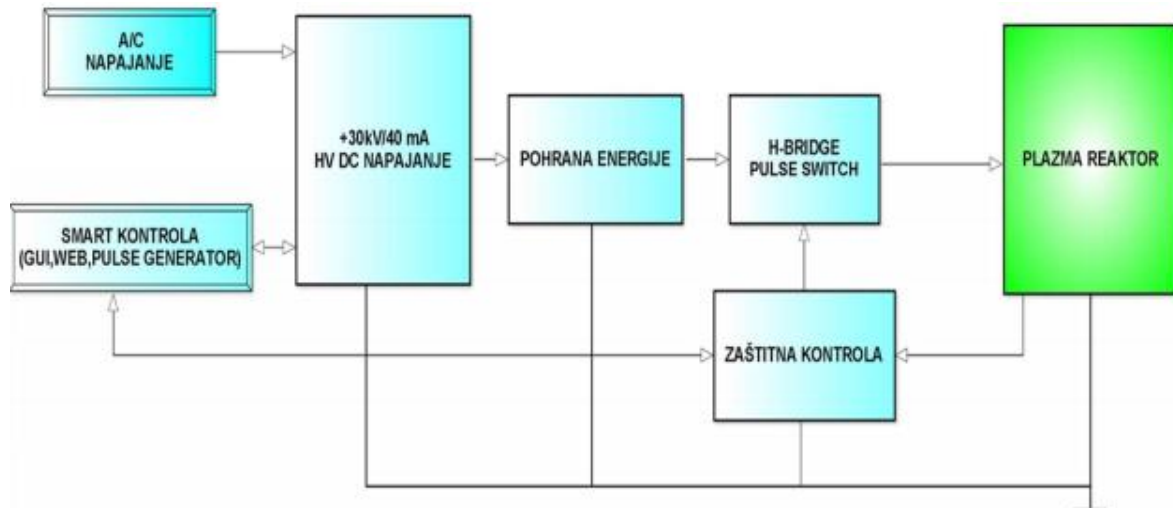 A/C
NAPAJANJE
+30kV/40 mA
HV DC NAPAJANJE
POHRANA ENERGIJE
H-BRIDGE
PULSE SWITCH
PLAZMA REAKTOR
SMART KONTROLA
(GUI,WEB,PULSE GENERATOR)
ZAŠTITNA KONTROLA